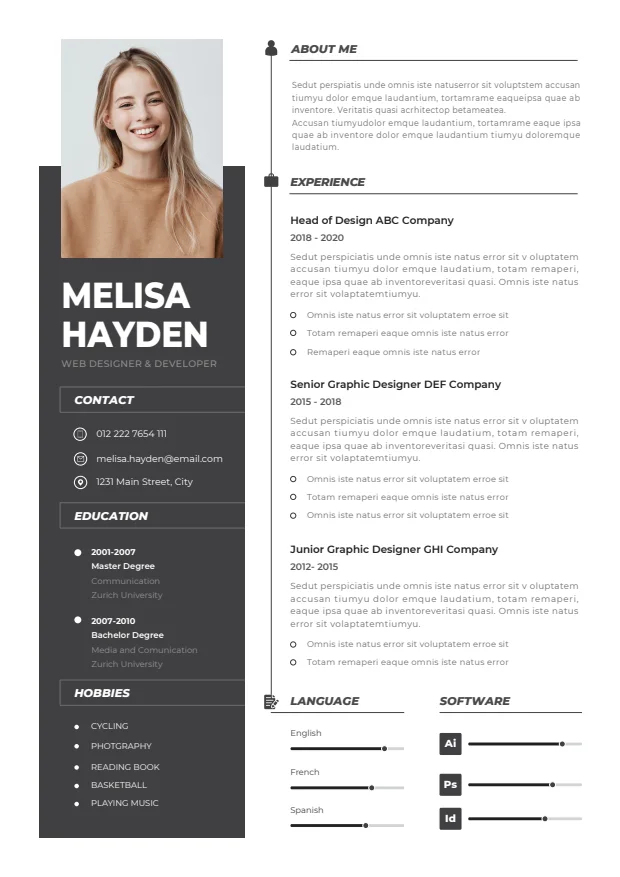 MELISA
HAYDEN
WEB DESIGNER & DEVELOPER
CONTACT
012 222 7654 111
melisa.hayden@email.com
1231 Main Street, City
EDUCATION
2001-2007
Master Degree
Communication
Zurich University
2007-2010
Bachelor Degree
Media and Comunication
Zurich University
HOBBIES
CYCLING
PHOTGRAPHY
READING BOOK
BASKETBALL
PLAYING MUSIC
ABOUT ME
Sedut perspiatis unde omnis iste natuserror sit voluptstem accusan
tiumyu dolor emque laudantium, tortamrame eaqueipsa quae ab
inventore. Veritatis quasi acrhitectop betameatea.
Accusan tiumyudolor emque laudantium, tortamrame eaque ipsa
quae ab inventore dolor emque laudantium tiumyu doloremque
laudatium.
EXPERIENCE
Head of Design ABC Company
2018 - 2020
Sedut perspiciatis unde omnis iste natus error sit v oluptatem
accusan tiumyu dolor emque laudatium, totam remaperi,
eaque ipsa quae ab inventoreveritasi quasi. Omnis iste natus
error sit volaptatemtiumyu.
Omnis iste natus error sit voluptatem erroe sit
Totam remaperi eaque omnis iste natus error
Remaperi eaque omnis iste natus error
Senior Graphic Designer DEF Company
2015 - 2018
Sedut perspiciatis unde omnis iste natus error sit v oluptatem
accusan tiumyu dolor emque laudatium, totam remaperi,
eaque ipsa quae ab inventoreveritasi quasi. Omnis iste natus
error sit volaptatemtiumyu.
Omnis iste natus error sit voluptatem erroe sit
Totam remaperi eaque omnis iste natus error
Omnis iste natus error sit voluptatem erroe sit
Junior Graphic Designer GHI Company
2012- 2015
Sedut perspiciatis unde omnis iste natus error sit v oluptatem
accusan tiumyu dolor emque laudatium, totam remaperi,
eaque ipsa quae ab inventoreveritasi quasi. Omnis iste natus
error sit volaptatemtiumyu.
Omnis iste natus error sit voluptatem erroe sit
Totam remaperi eaque omnis iste natus error
LANGUAGE
English
French
Spanish
SOFTWARE
Ai
Ps
Id